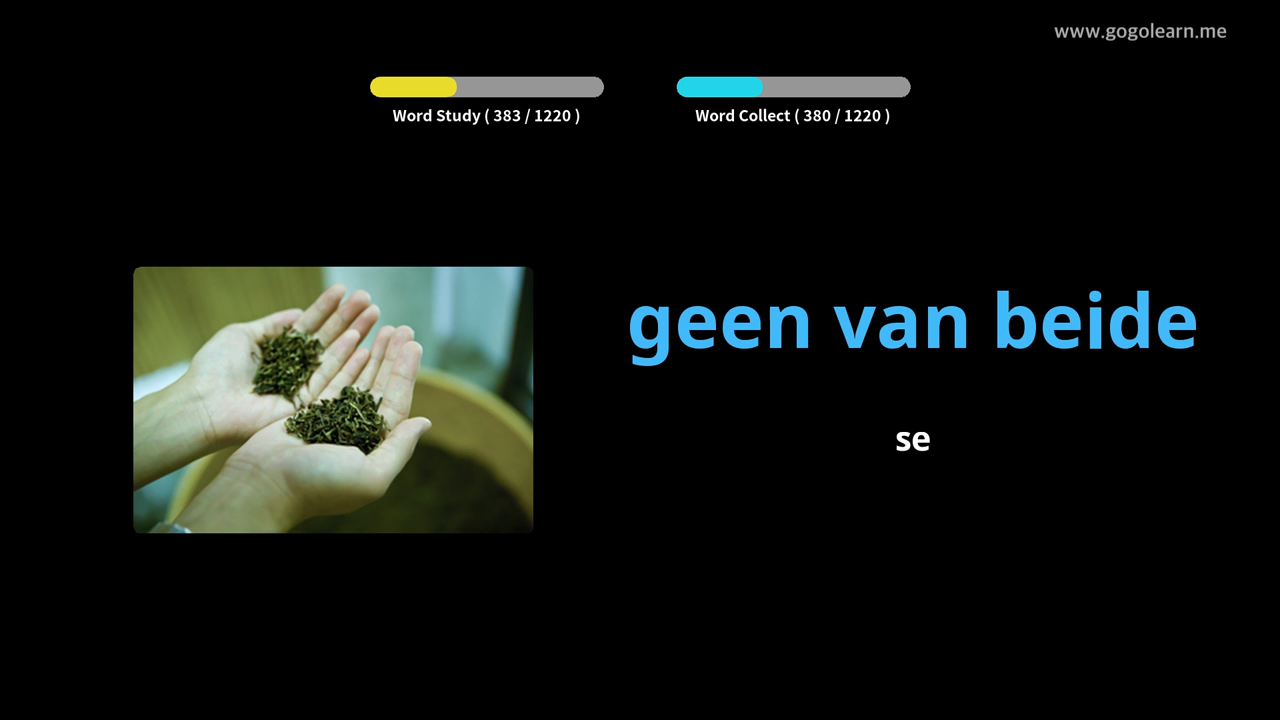 www.gogolearn.me
Word Study ( 383 / 1220 )
Word Collect ( 380 / 1220 )
geen van beide
se